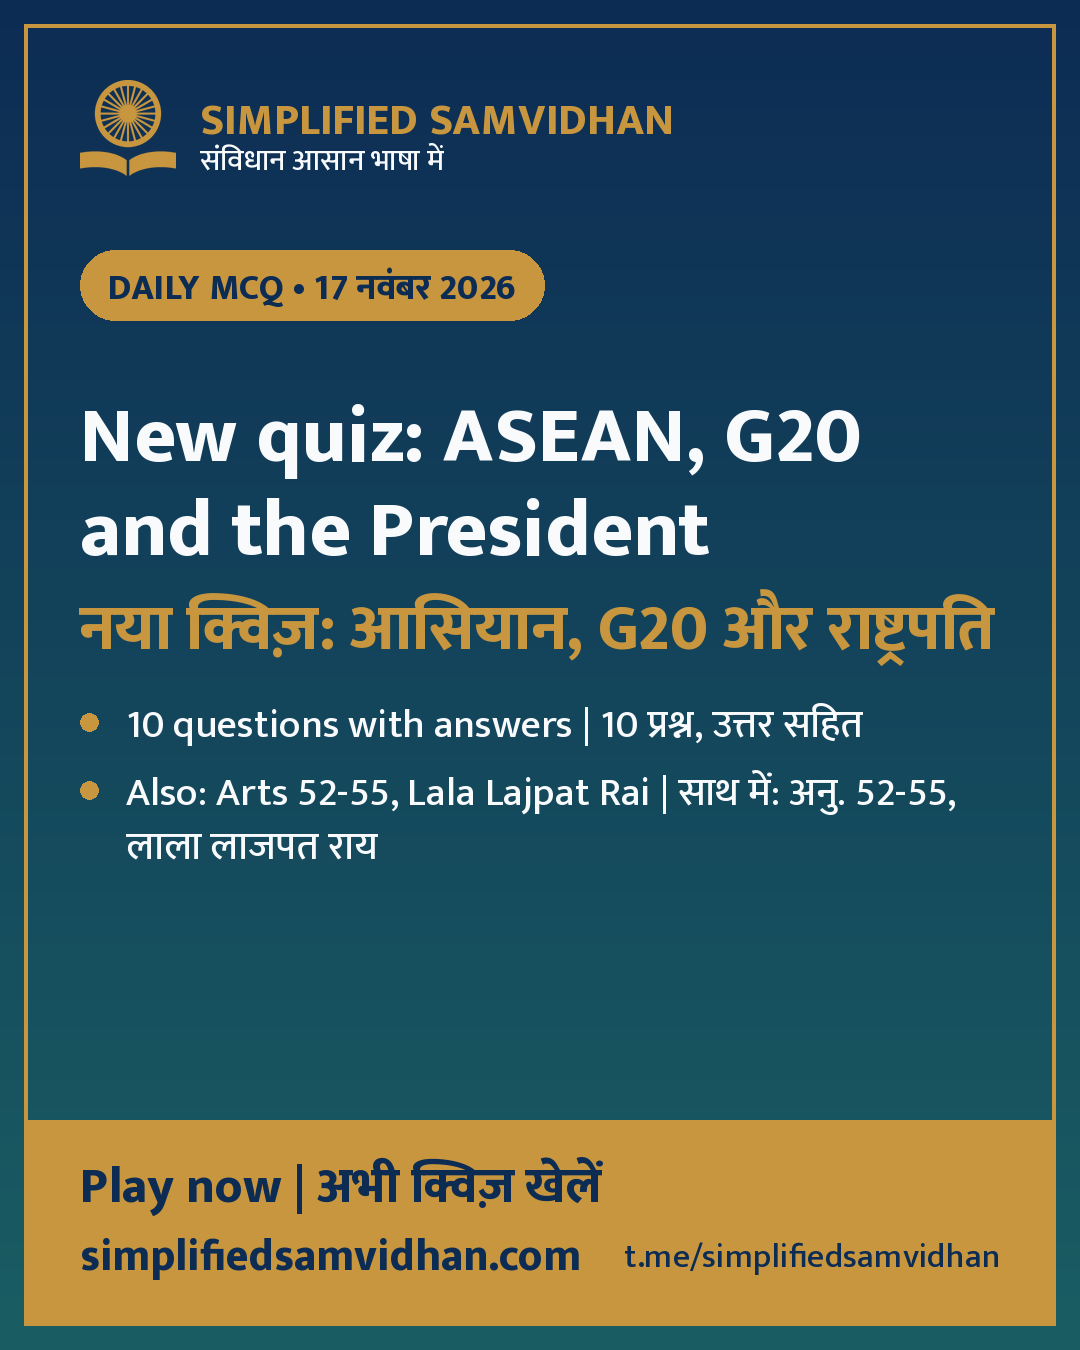 SIMPLIFIED SAMVIDHAN
संविधान आसान भाषा में
DAILY MCQ • 17 नवंबर 2026
New quiz: ASEAN, G20
and the President
नया क्विज़: आसियान, G20 और राष्ट्रपति
10 questions with answers | 10 प्रश्न, उत्तर सहित
Also: Arts 52-55, Lala Lajpat Rai | साथ में: अनु. 52-55,
लाला लाजपत राय
Play now | अभी क्विज़ खेलें
simplifiedsamvidhan.com t.me/simplifiedsamvidhan